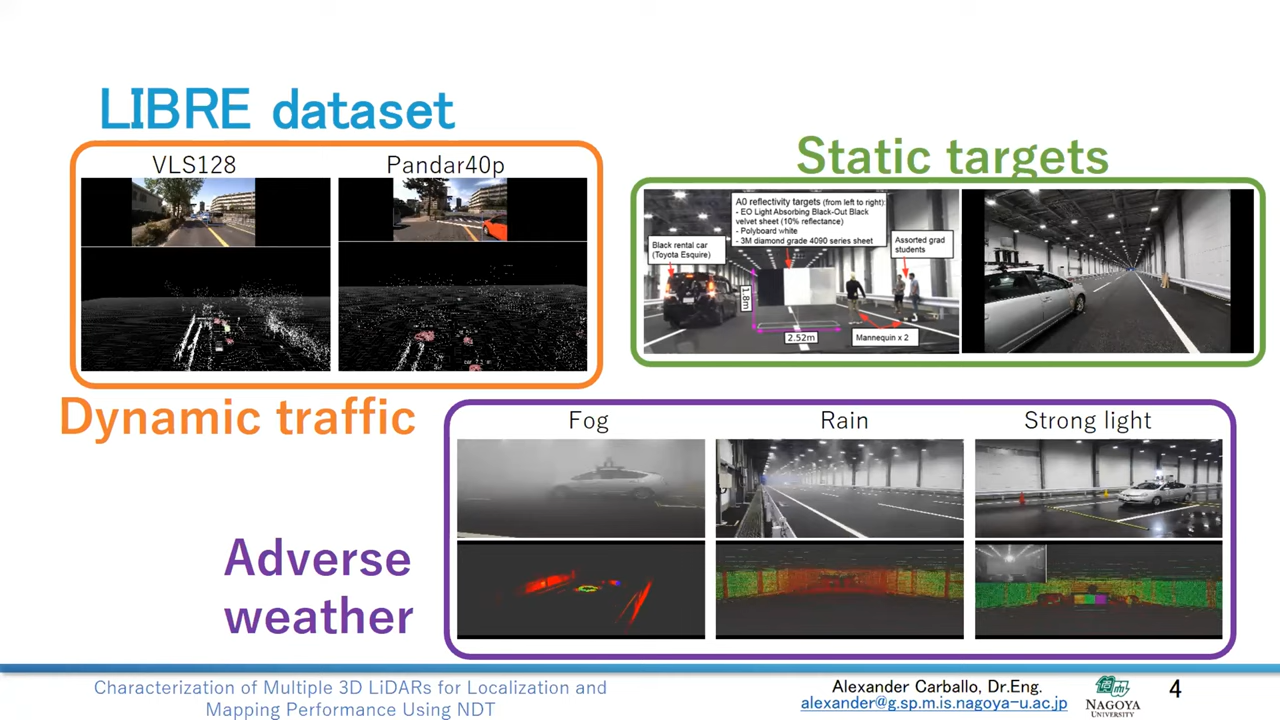 LIBRE dataset
VLS128
Pandar40p
Dynamic traffic
Static targets
A0 reflectivity targets (from left to right):
- EO Light Absorbing Black-Out Black
velvet sheet (10% reflectance)
- Polyboard white
- 3M diamond grade 4090 series sheet
Black rental car
(Toyota Esquire)
Assorted grad
students
1.8m
2.52m
Mannequin x 2
Adverse
weather
Fog
Rain
Strong light
Characterization of Multiple 3D LiDARs for Localization and
Mapping Performance Using NDT
Alexander Carballo, Dr.Eng.
alexander@g.sp.m.is.nagoya-u.ac.jp
NAGOYA
UNIVERSITY
4